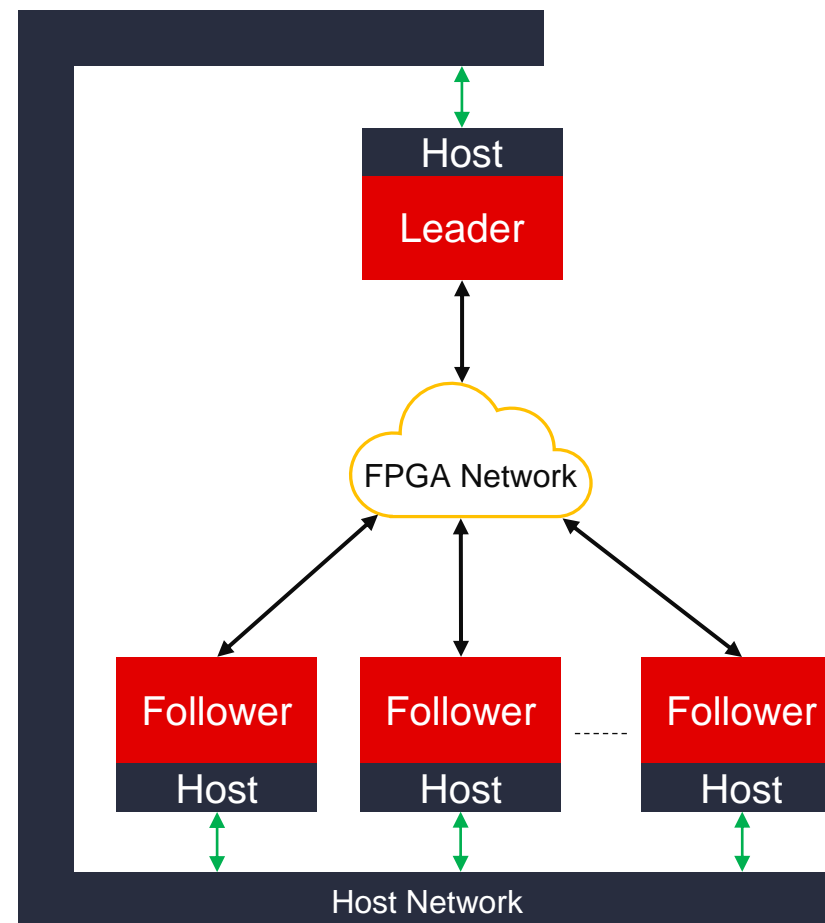 Host
Leader
FPGA Network
Follower
Follower
Follower
Host
Host
Host
Host Network